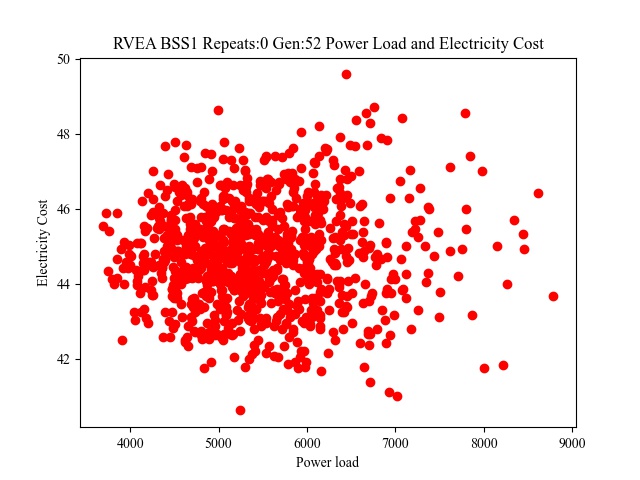 RVEA BSS1 Repeats:0 Gen:52 Power Load and Electricity Cost
50
48
46
44
42
Electricity Cost
4000 5000 6000 7000 8000 9000
Power load